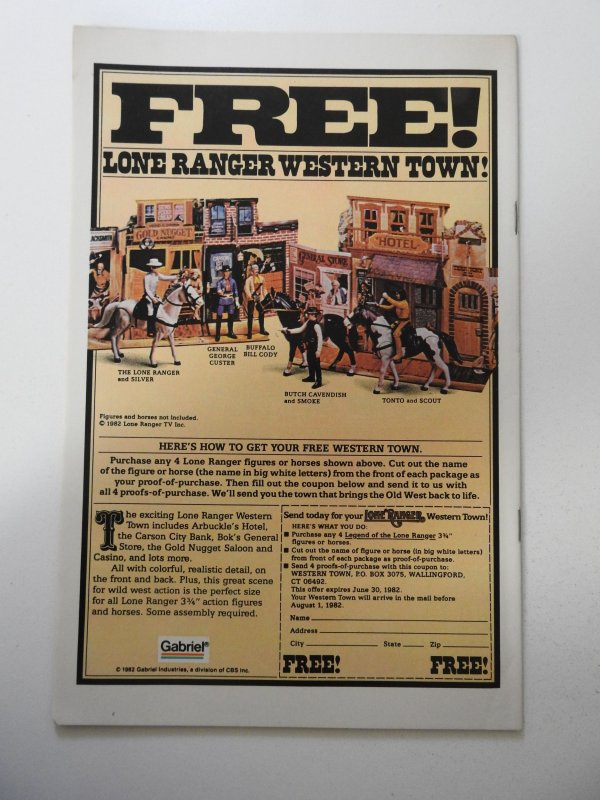 FREE!
LONE RANGER WESTERN TOWN!
GOLD NUGGET
HOTEL
GENERAL STORE
THE LONE RANGER
and SILVER
GENERAL
GEORGE
CUSTER
BUFFALO
BILL CODY
BUTCH CAVENDISH
and SMOKE
TONTO and SCOUT
Figures and horses not included.
© 1982 Lone Ranger TV Inc.
HERE'S HOW TO GET YOUR FREE WESTERN TOWN.
Purchase any 4 Lone Ranger figures or horses shown above. Cut out the name
of the figure or horse (the name in big white letters) from the front of each package as
your proof-of-purchase. Then fill out the coupon below and send it to us with
all 4 proofs-of-purchase. We'll send you the town that brings the Old West back to life.
The exciting Lone Ranger Western
Town includes Arbuckle's Hotel,
the Carson City Bank, Bok's General
Store, the Gold Nugget Saloon and
Casino, and lots more.
All with colorful, realistic detail, on
the front and back. Plus, this great scene
for wild west action is the perfect size
for all Lone Ranger 3¾" action figures
and horses. Some assembly required.
Gabriel®
© 1982 Gabriel Industries, a division of CBS Inc.
Send today for your LONE RANGER Western Town!
HERE'S WHAT YOU DO:
■ Purchase any 4 Legend of the Lone Ranger 3¾"
figures or horses.
■ Cut out the name of figure or horse (in big white letters)
from front of each package as proof-of-purchase.
■ Send 4 proofs-of-purchase with this coupon to:
WESTERN TOWN, P.O. BOX 3075, WALLINGFORD,
CT 06492.
This offer expires June 30, 1982.
Your Western Town will arrive in the mail before
August 1, 1982.
Name
Address
City State Zip
FREE! FREE!